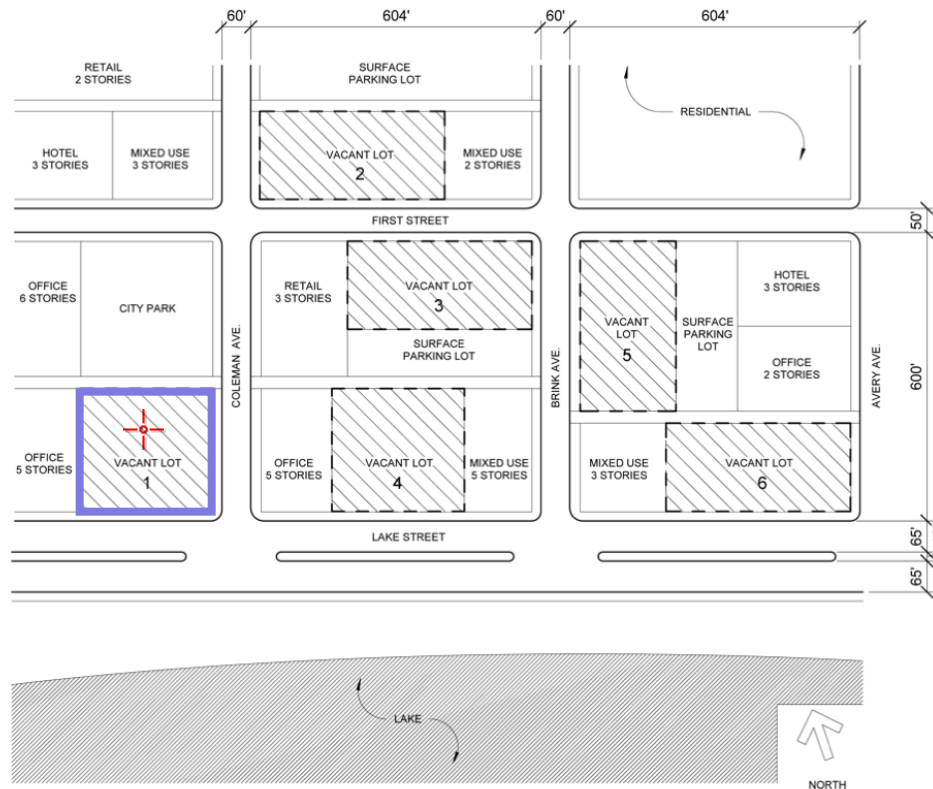 60'
604'
60'
604'
RETAIL
2 STORIES
SURFACE
PARKING LOT
RESIDENTIAL
HOTEL
3 STORIES
MIXED USE
3 STORIES
VACANT LOT
2
MIXED USE
2 STORIES
FIRST STREET
50'
OFFICE
6 STORIES
CITY PARK
COLEMAN AVE.
RETAIL
3 STORIES
VACANT LOT
3
SURFACE
PARKING LOT
BRINK AVE.
VACANT
LOT
5
SURFACE
PARKING
LOT
HOTEL
3 STORIES
OFFICE
2 STORIES
AVERY AVE.
600'
OFFICE
5 STORIES
VACANT LOT
1
OFFICE
5 STORIES
VACANT LOT
4
MIXED USE
5 STORIES
MIXED USE
3 STORIES
VACANT LOT
6
LAKE STREET
65'
65'
LAKE
NORTH